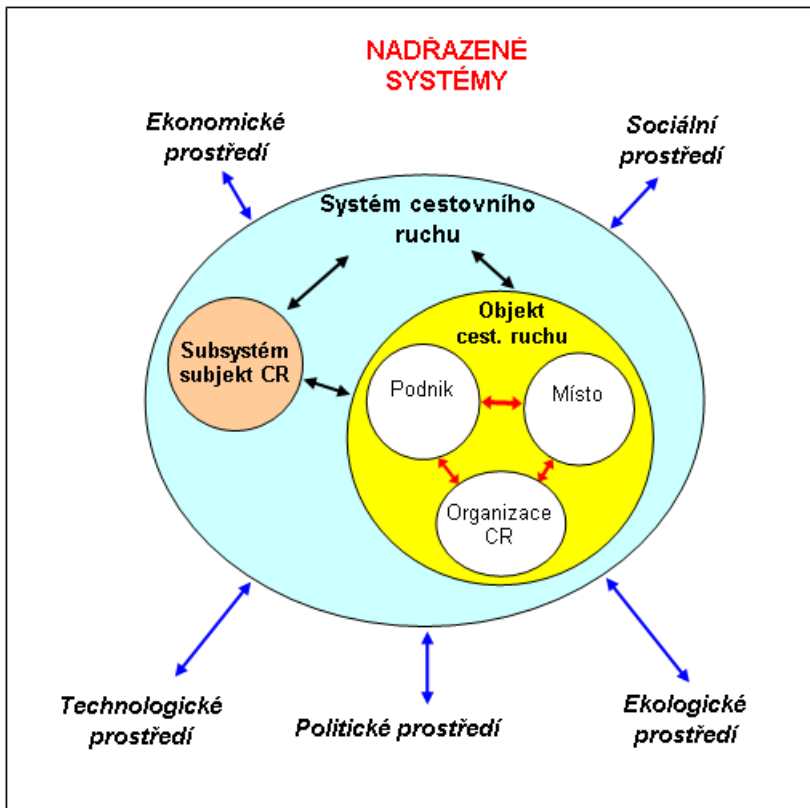 NADŘAZENÉ
SYSTÉMY
Ekonomické
prostředí
Sociální
prostředí
Systém cestovního
ruchu
Objekt
cest. ruchu
Subsystém
subjekt CR
Podnik
Místo
Organizace
CR
Technologické
prostředí
Politické prostředí
Ekologické
prostředí